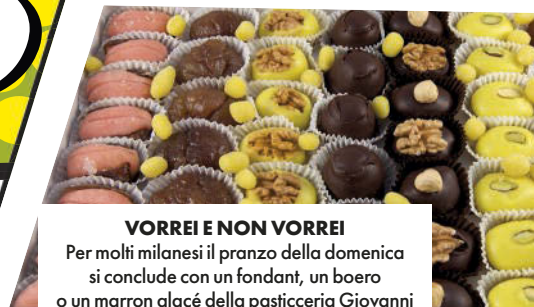 VORREI E NON VORREI
Per molti milanesi il pranzo della domenica
si conclude con un fondant, un boero
o un marron glacé della pasticceria Giovanni